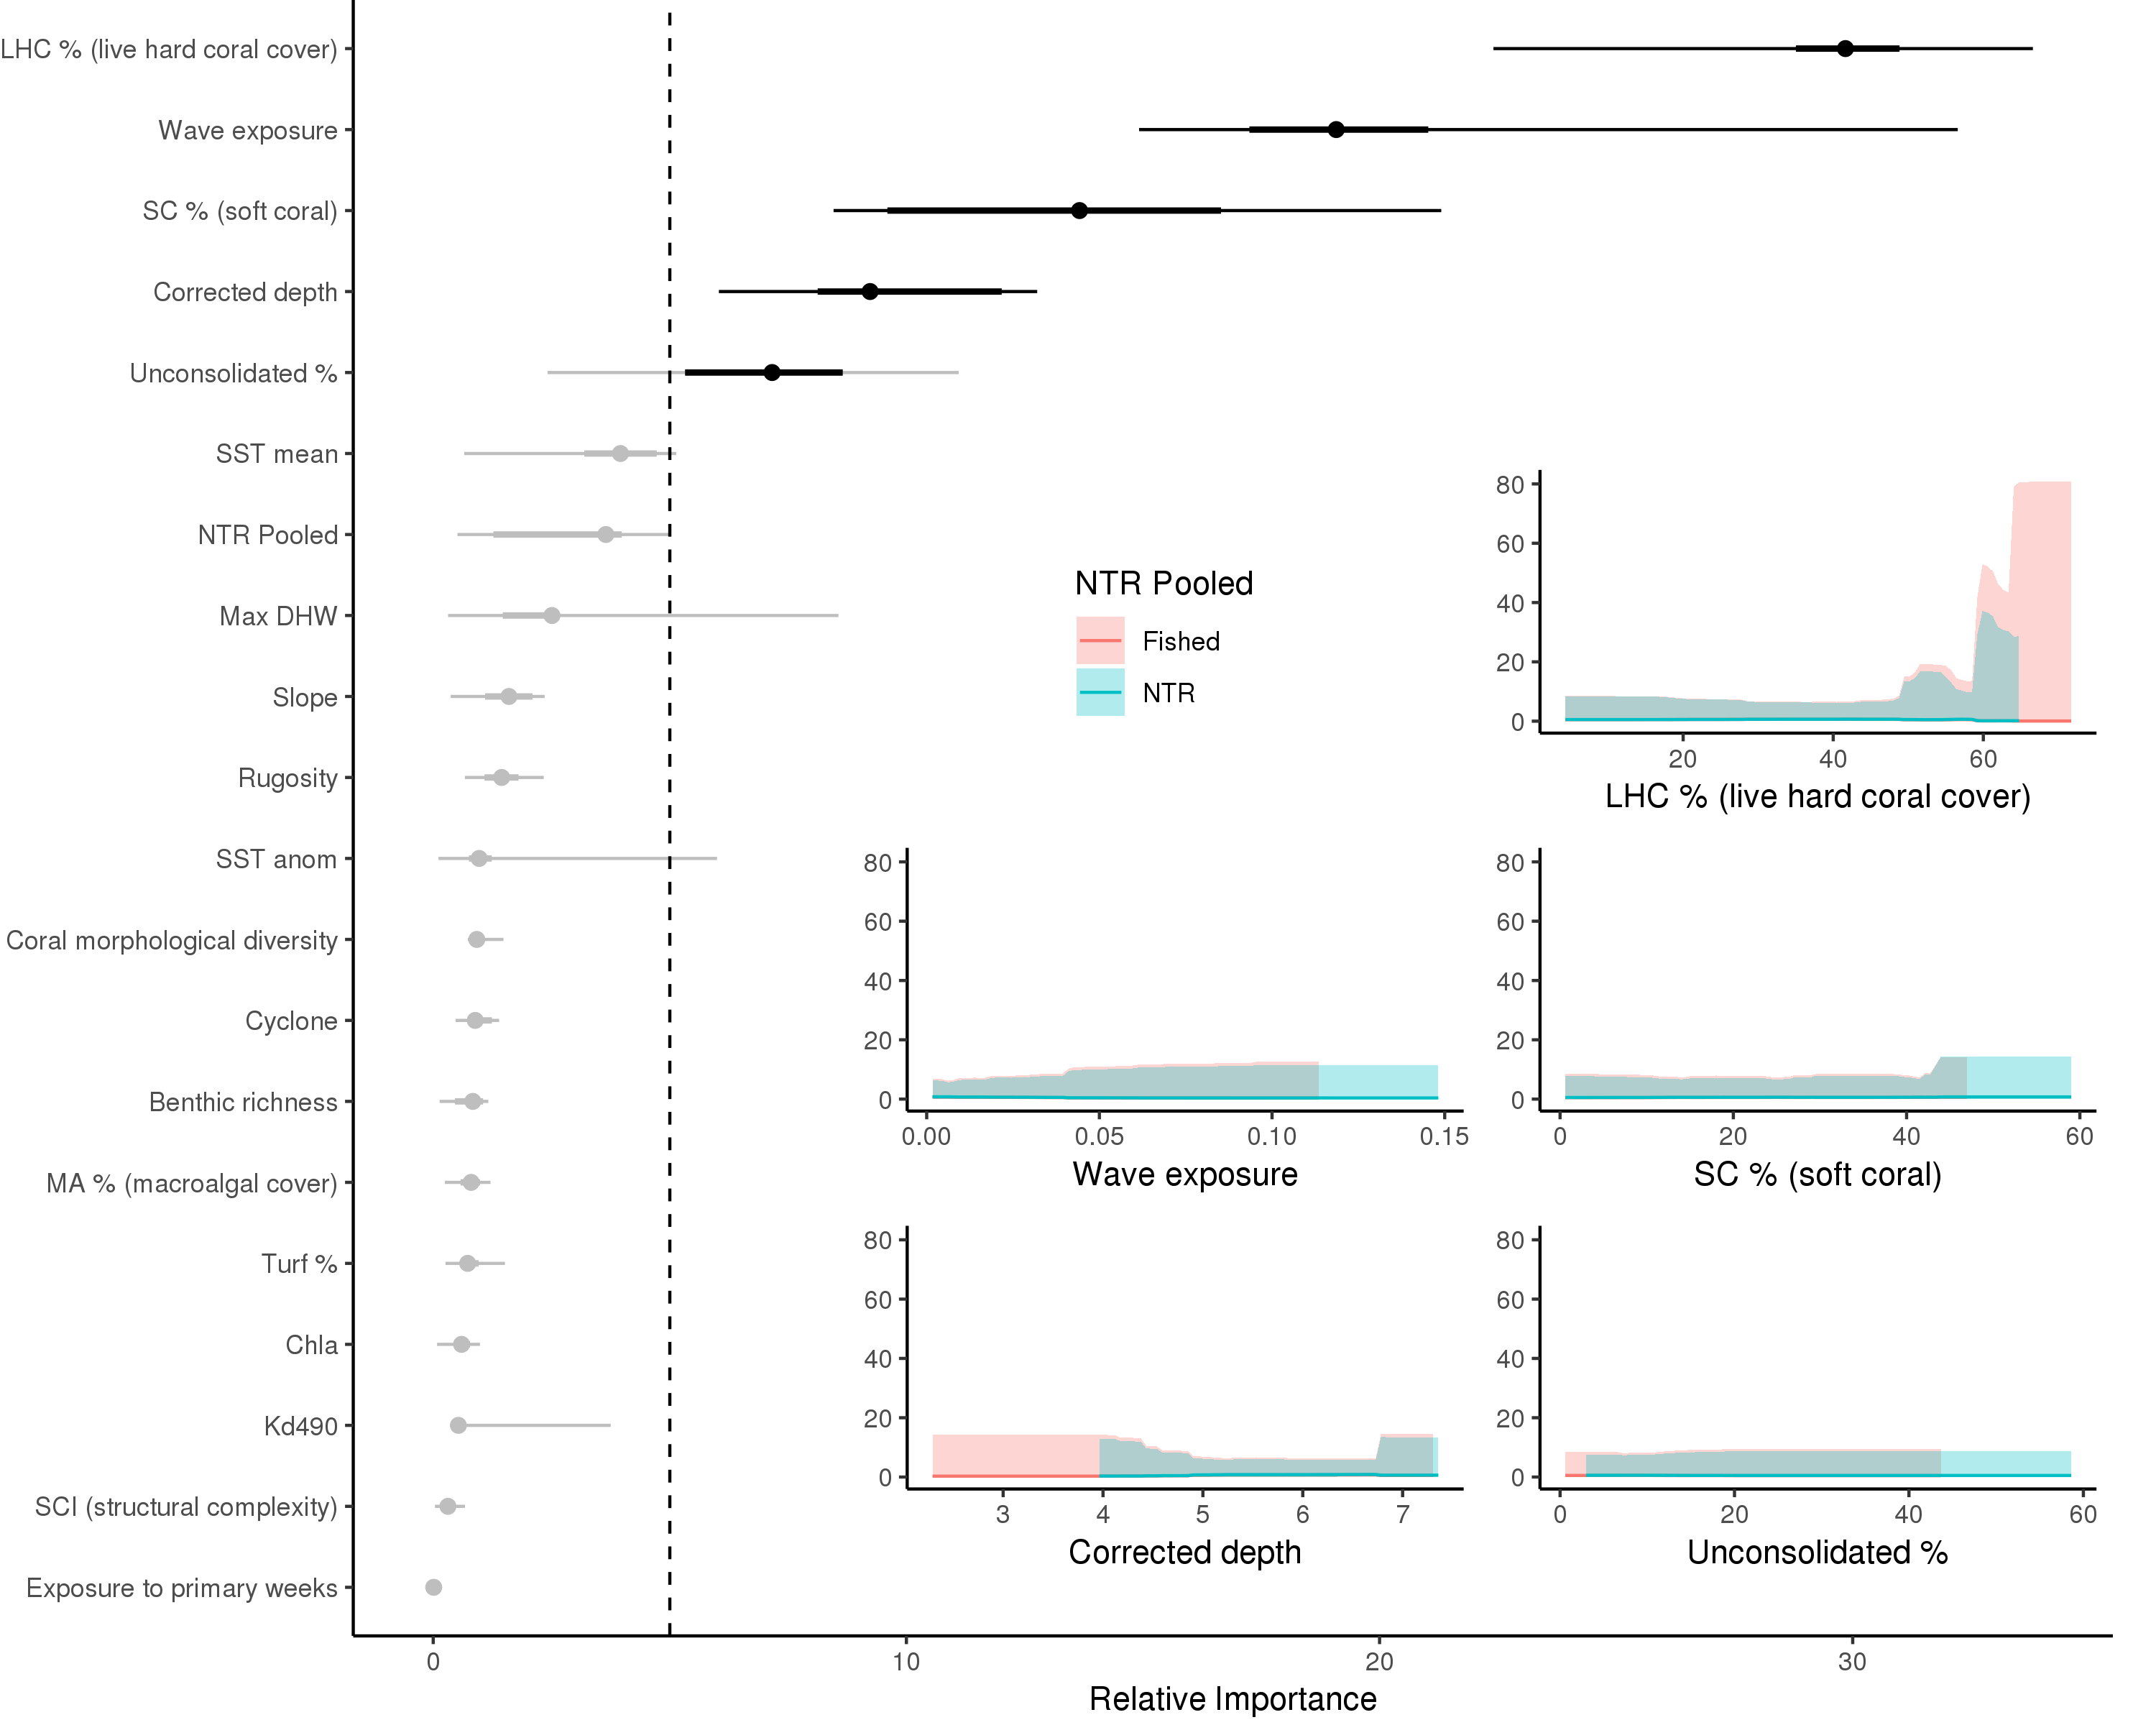 LHC % (live hard coral cover)
Wave exposure
SC % (soft coral)
Corrected depth
Unconsolidated %
SST mean
NTR Pooled
Max DHW
Slope
Rugosity
SST anom
Coral morphological diversity
Cyclone
Benthic richness
MA % (macroalgal cover)
Turf %
Chla
Kd490
SCI (structural complexity)
Exposure to primary weeks
0 10 20 30
Relative Importance
NTR Pooled
Fished
NTR
80
60
40
20
0
20 40 60
LHC % (live hard coral cover)
80
60
40
20
0
0.00 0.05 0.10 0.15
Wave exposure
80
60
40
20
0
0 20 40 60
SC % (soft coral)
80
60
40
20
0
3 4 5 6 7
Corrected depth
80
60
40
20
0
0 20 40 60
Unconsolidated %